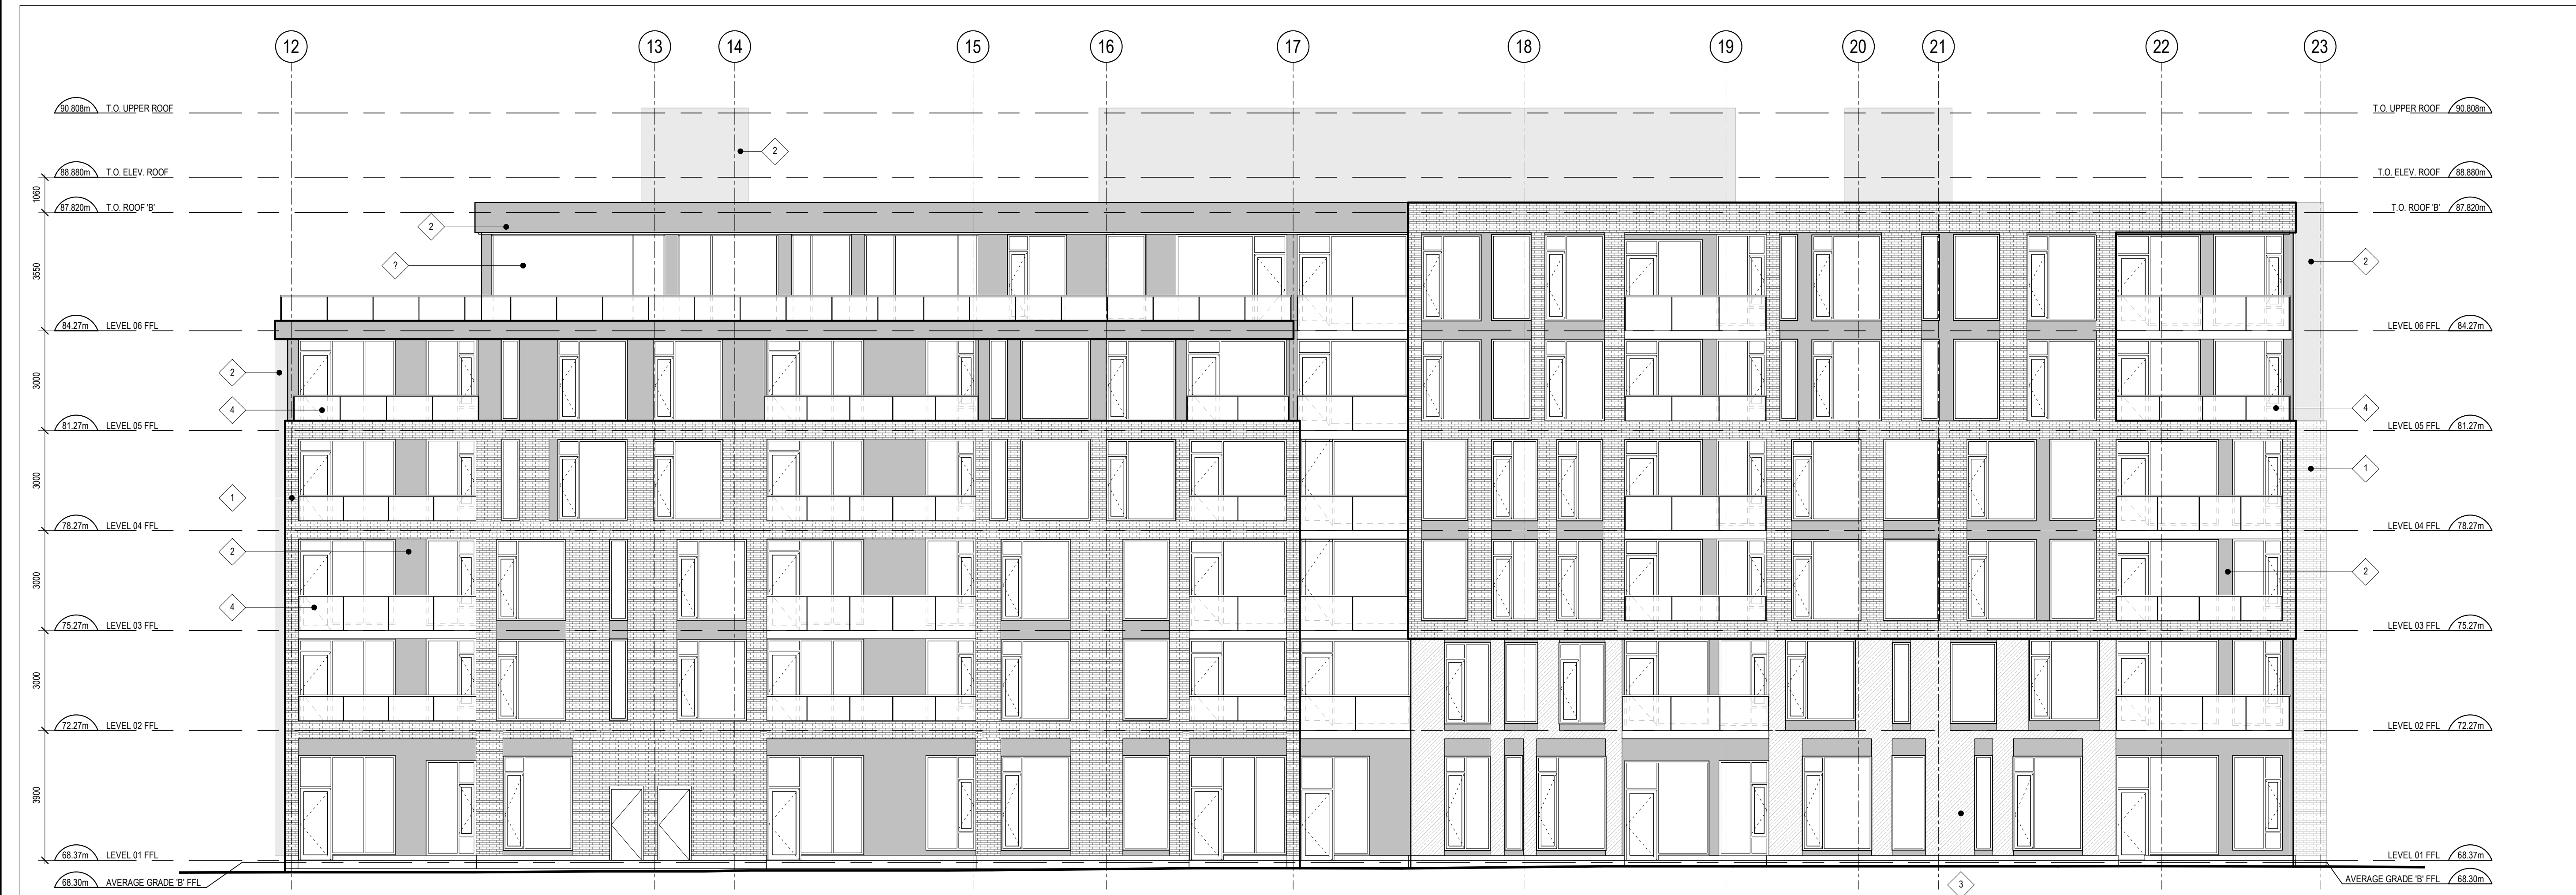 12 13 14 15 16 17 18 19 20 21 22 23
90.808m T.O. UPPER ROOF T.O. UPPER ROOF 90.808m
2
88.880m T.O. ELEV. ROOF T.O. ELEV. ROOF 88.880m
1060
87.820m T.O. ROOF 'B' T.O. ROOF 'B' 87.820m
2
3550
? 2
84.27m LEVEL 06 FFL LEVEL 06 FFL 84.27m
2
3000
4 4
81.27m LEVEL 05 FFL LEVEL 05 FFL 81.27m
1
3000
1
78.27m LEVEL 04 FFL LEVEL 04 FFL 78.27m
2
3000 2
4
75.27m LEVEL 03 FFL LEVEL 03 FFL 75.27m
3000
72.27m LEVEL 02 FFL LEVEL 02 FFL 72.27m
3900
68.37m LEVEL 01 FFL LEVEL 01 FFL 68.37m
68.30m AVERAGE GRADE 'B' FFL AVERAGE GRADE 'B' FFL 68.30m
3